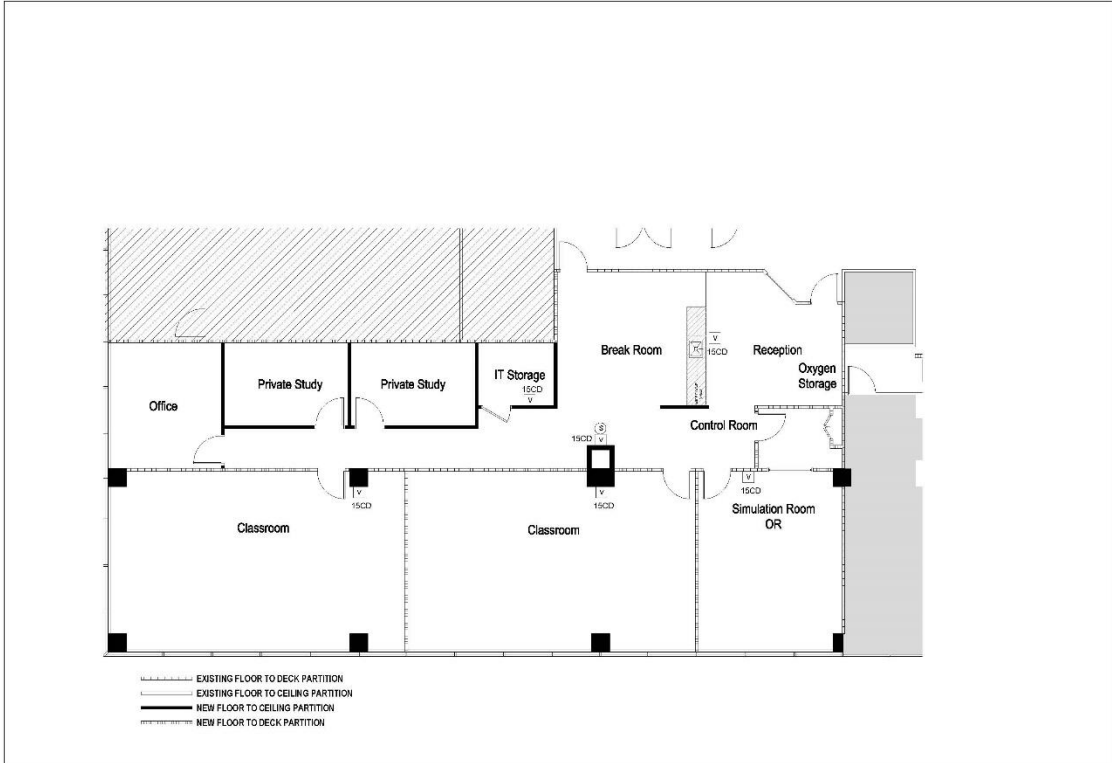 Break Room
V
15CD
Reception
Oxygen
Storage
IT Storage
15CD
V
Private Study
Private Study
Office
Control Room
S
15CD
V
V
15CD
V
15CD
V
15CD
Simulation Room
OR
Classroom
Classroom
EXISTING FLOOR TO DECK PARTITION
EXISTING FLOOR TO CEILING PARTITION
NEW FLOOR TO CEILING PARTITION
NEW FLOOR TO DECK PARTITION